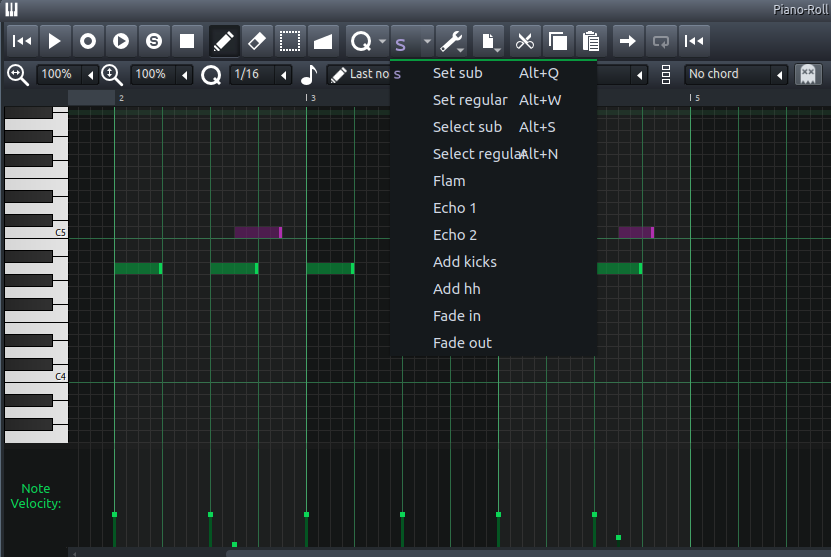 Piano-Roll
S
100%
100%
1/16
Last no
No chord
s Set sub Alt+Q
Set regular Alt+W
Select sub Alt+S
Select regular Alt+N
Flam
Echo 1
Echo 2
Add kicks
Add hh
Fade in
Fade out
2
3
5
C5
C4
Note
Velocity: